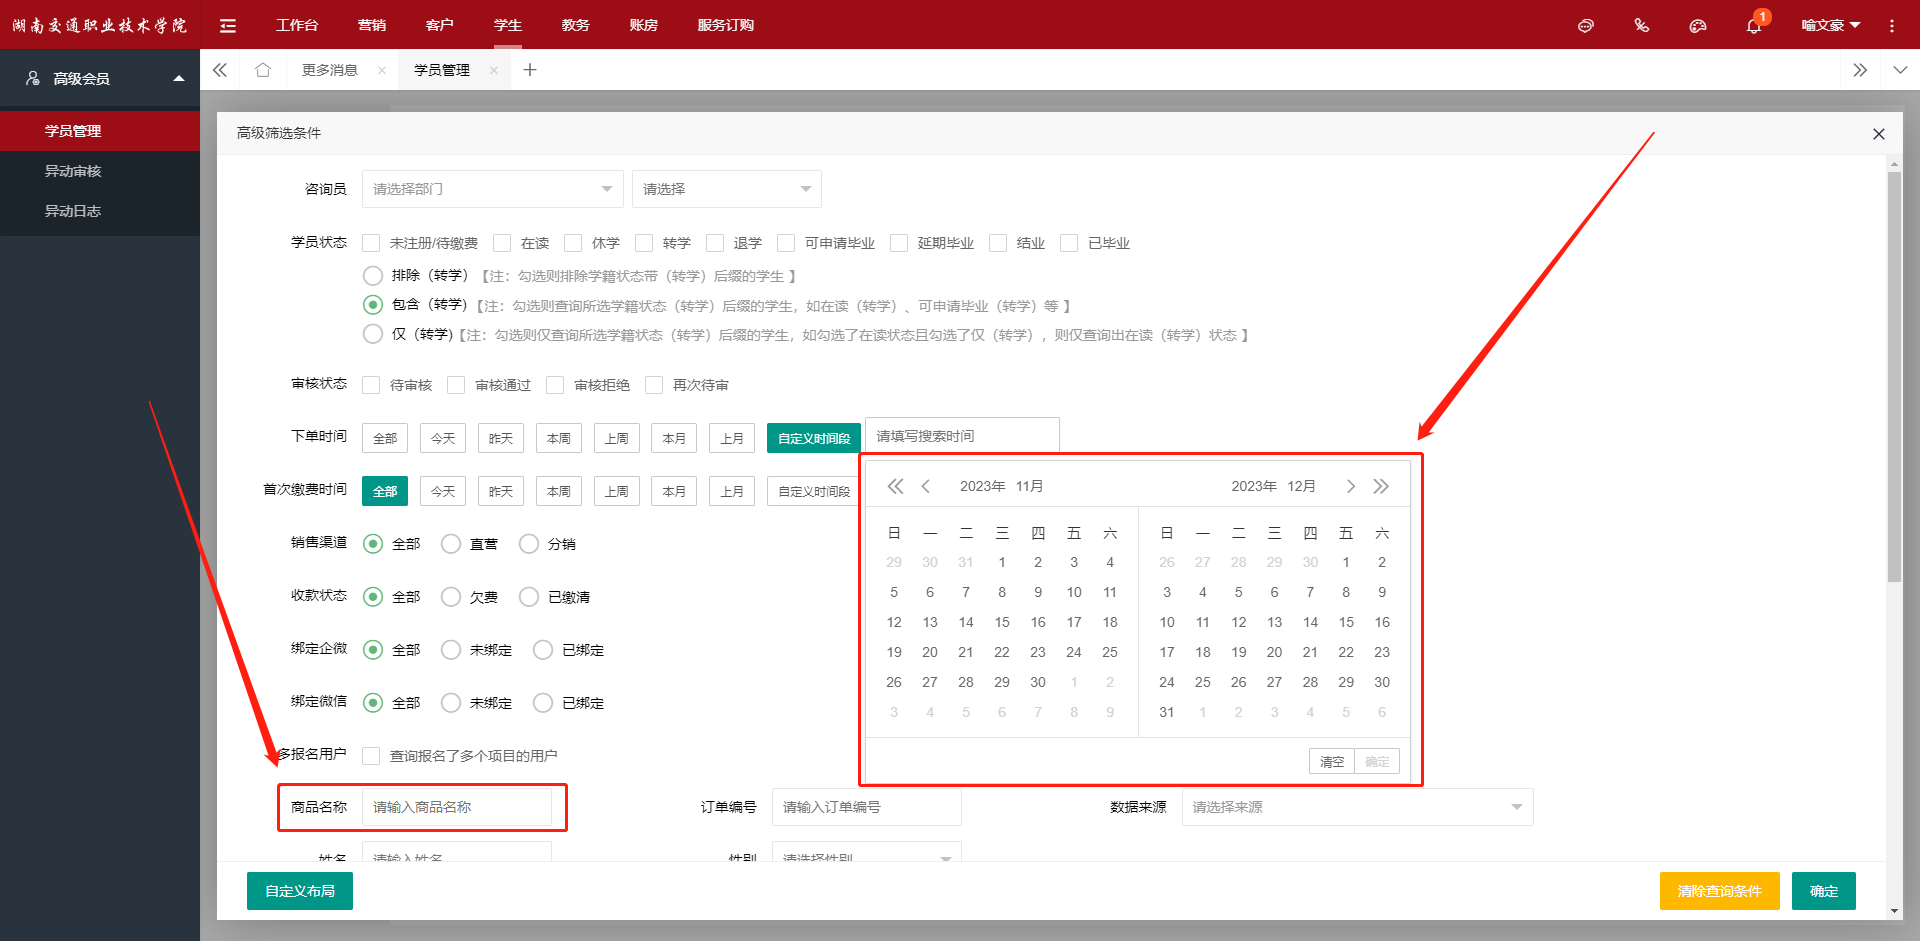 湖南交通职业技术学院
工作台 营销 客户 学生 教务 账房 服务订购
1
喻文豪
高级会员
更多消息 学员管理
学员管理
异动审核
异动日志
高级筛选条件
咨询员 请选择部门 请选择
学员状态 未注册/待缴费 在读 休学 转学 退学 可申请毕业 延期毕业 结业 已毕业
排除（转学）【注：勾选则排除学籍状态带（转学）后缀的学生 】
包含（转学)【注：勾选则查询所选学籍状态（转学）后缀的学生，如在读（转学）、可申请毕业（转学）等 】
仅（转学)【注：勾选则仅查询所选学籍状态（转学）后缀的学生，如勾选了在读状态且勾选了仅（转学），则仅查询出在读（转学）状态 】
审核状态 待审核 审核通过 审核拒绝 再次待审
下单时间 全部 今天 昨天 本周 上周 本月 上月 自定义时间段 请填写搜索时间
首次缴费时间 全部 今天 昨天 本周 上周 本月 上月 自定义时间段
2023年 11月 2023年 12月
日 一 二 三 四 五 六 日 一 二 三 四 五 六
29 30 31 1 2 3 4 26 27 28 29 30 1 2
5 6 7 8 9 10 11 3 4 5 6 7 8 9
12 13 14 15 16 17 18 10 11 12 13 14 15 16
19 20 21 22 23 24 25 17 18 19 20 21 22 23
26 27 28 29 30 1 2 24 25 26 27 28 29 30
3 4 5 6 7 8 9 31 1 2 3 4 5 6
清空 确定
销售渠道 全部 直营 分销
收款状态 全部 欠费 已缴清
绑定企微 全部 未绑定 已绑定
绑定微信 全部 未绑定 已绑定
多报名用户 查询报名了多个项目的用户
商品名称 请输入商品名称 订单编号 请输入订单编号 数据来源 请选择来源
姓名 请输入姓名 性别 请选择性别
自定义布局 清除查询条件 确定